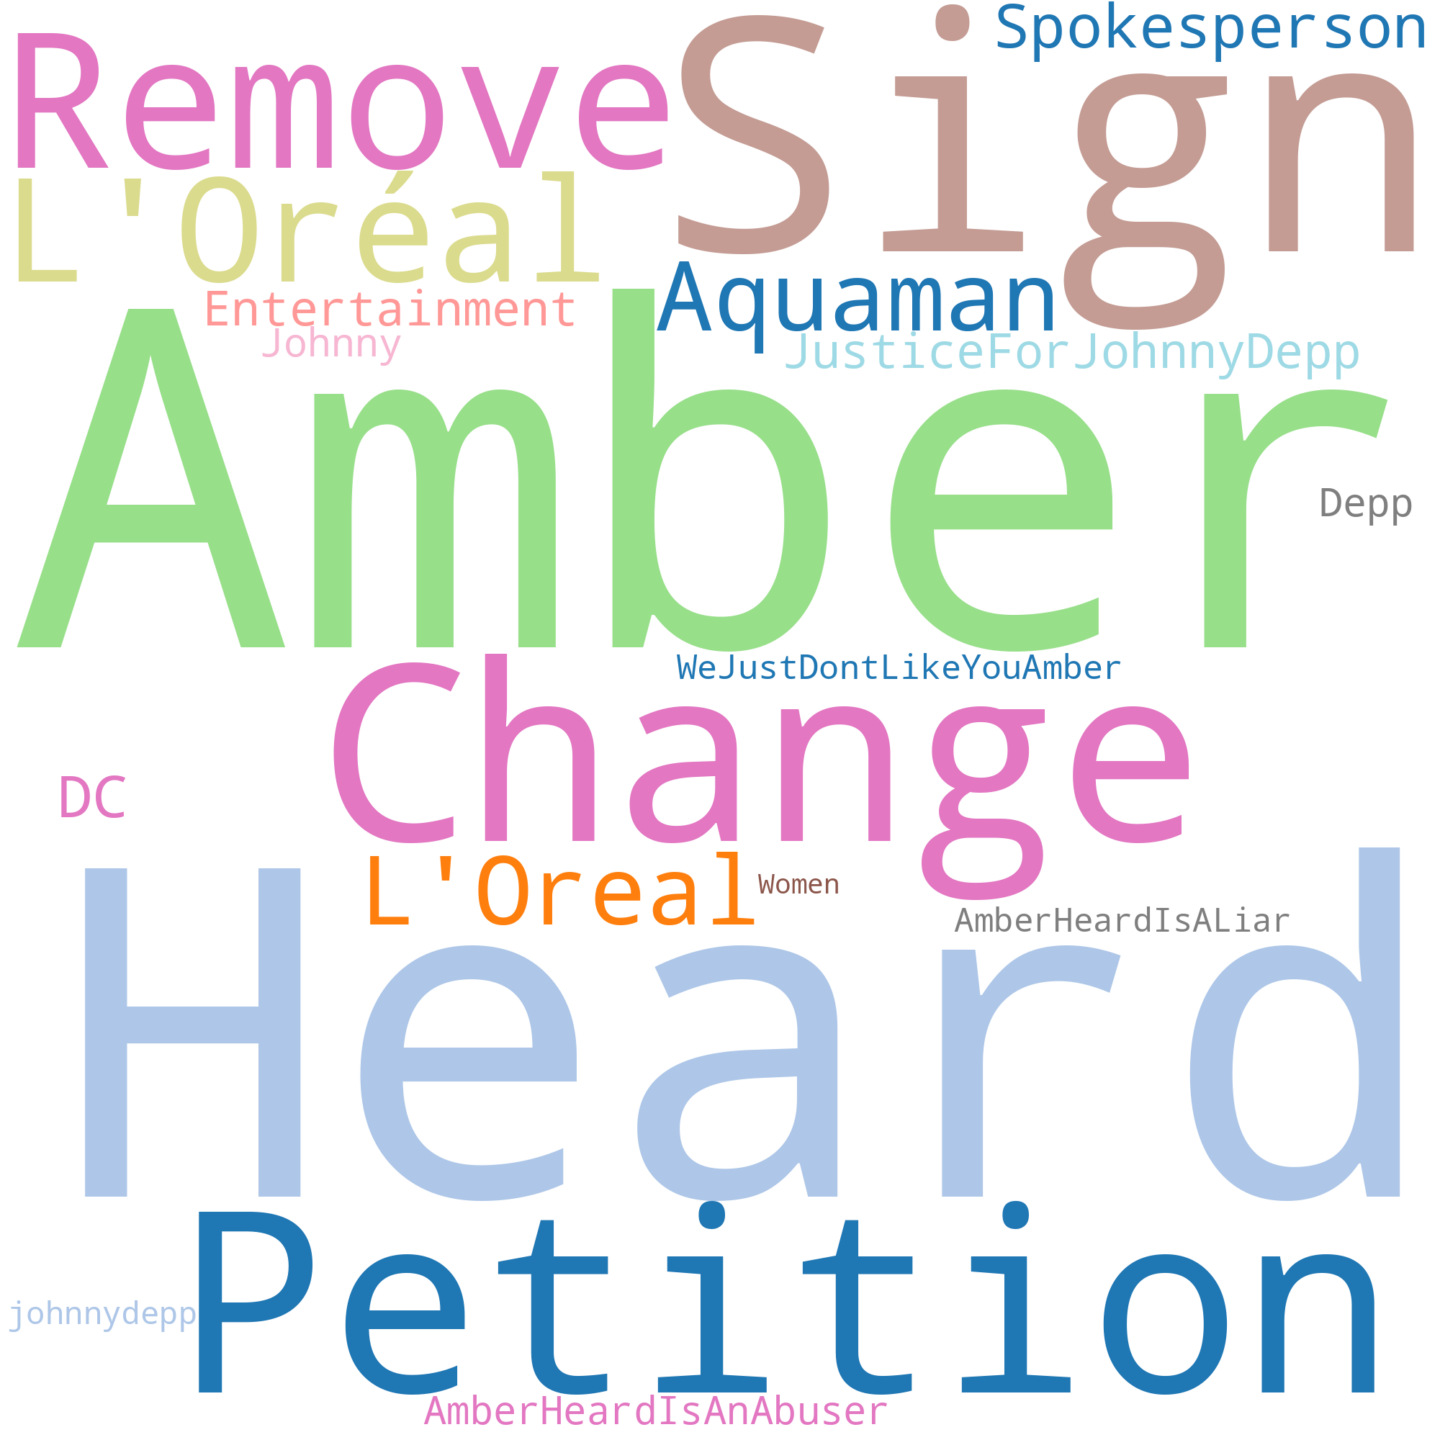 Spokesperson
Remove
Sign
L'Oréal
Entertainment
Aquaman
Johnny
JusticeForJohnnyDepp
Amber
Depp
WeJustDontLikeYouAmber
Change
DC
L'Oreal
Women
AmberHeardIsALiar
Heard
Petition
johnnydepp
AmberHeardIsAnAbuser